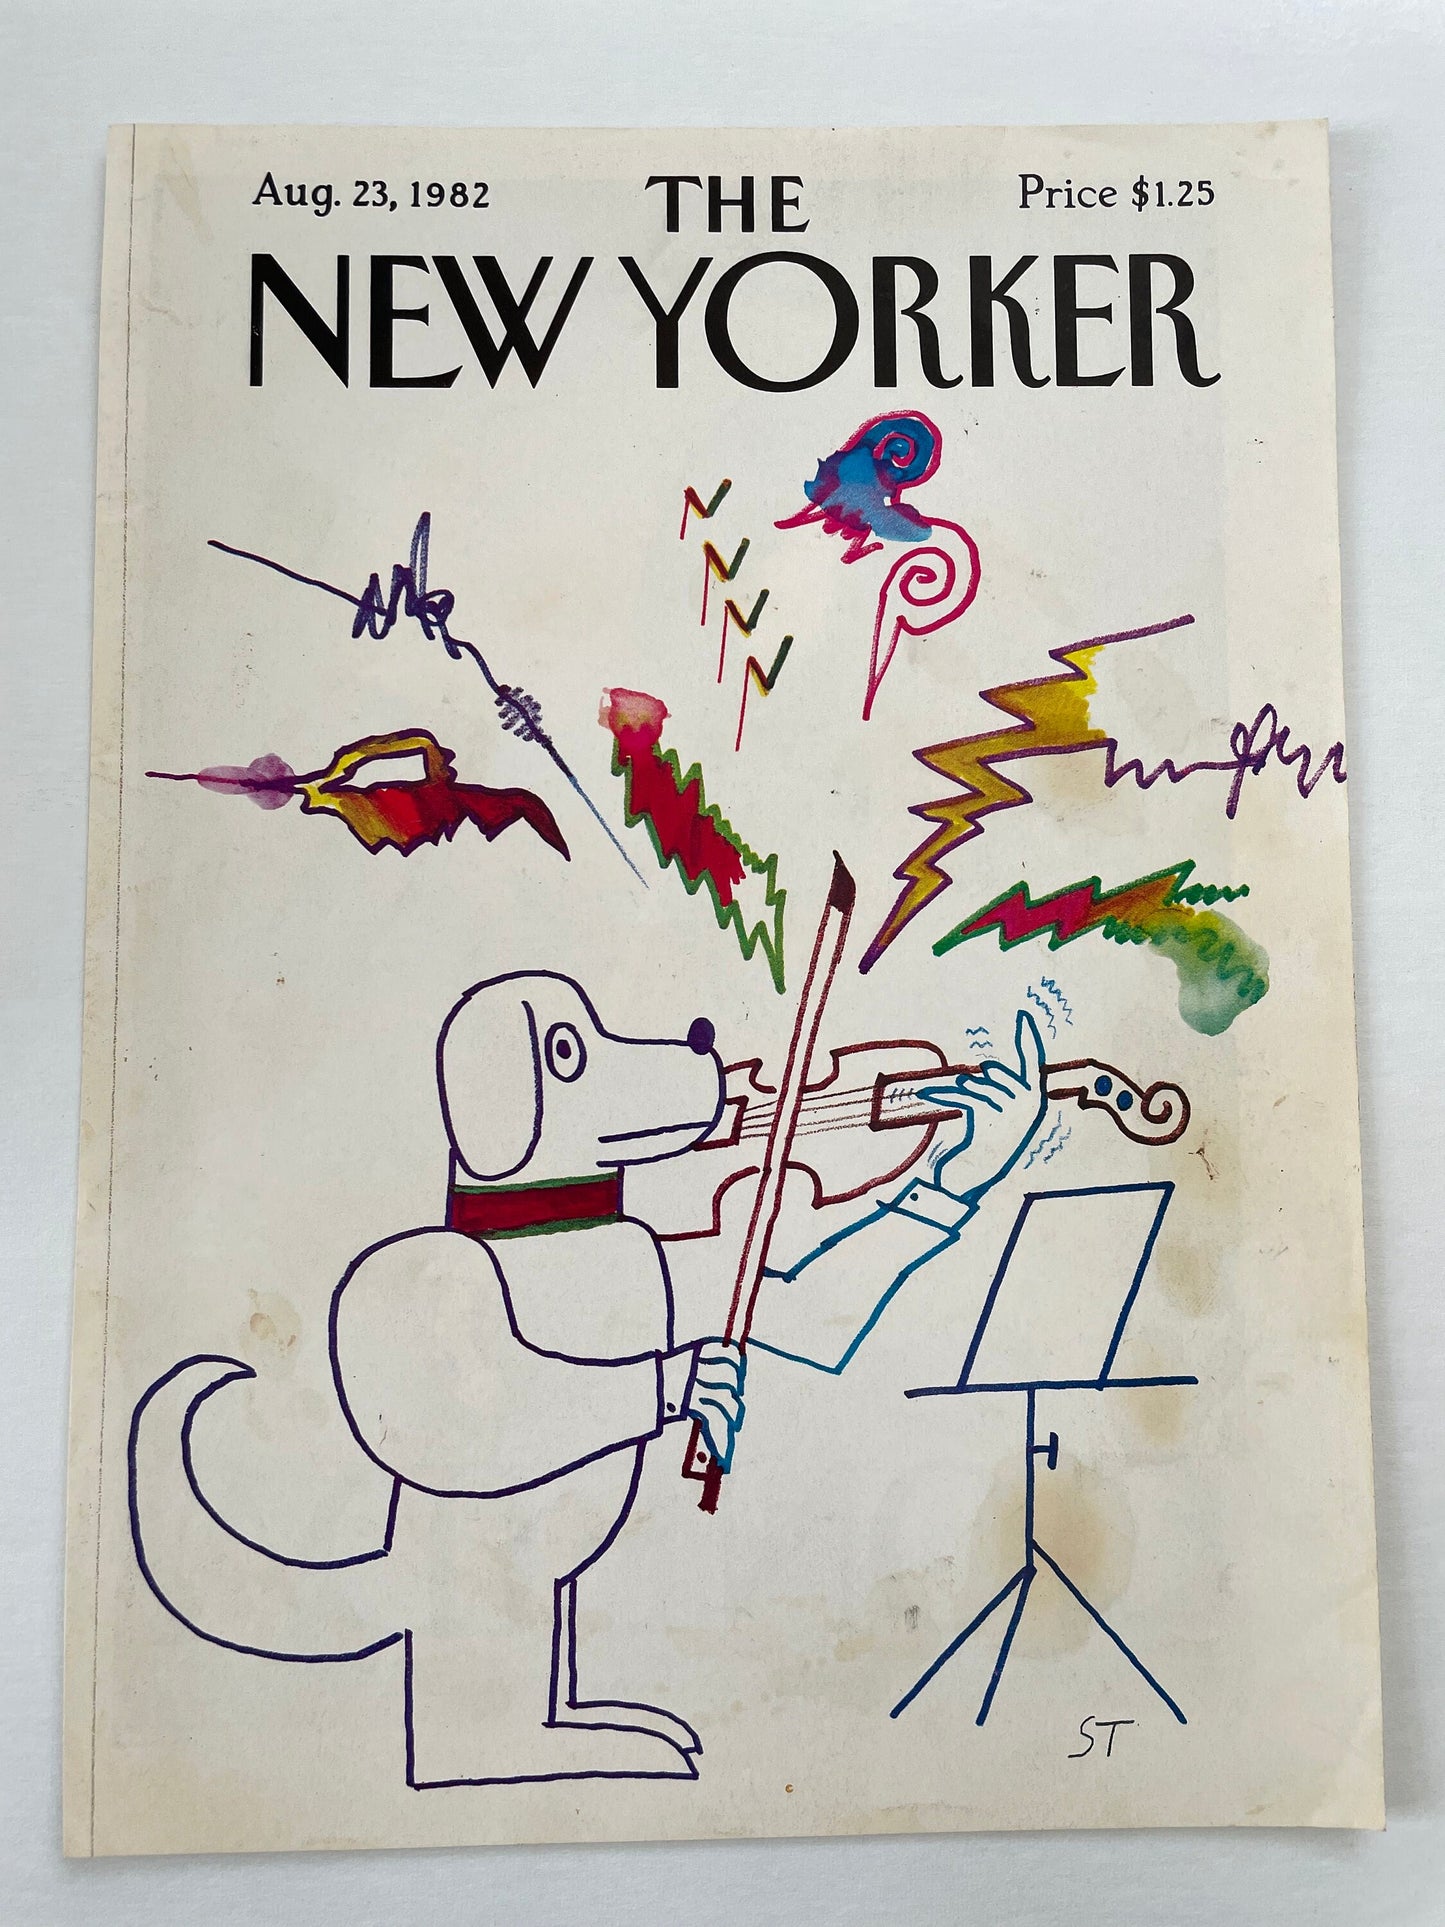 Aug. 23, 1982 THE Price $1.25
NEW YORKER
ST